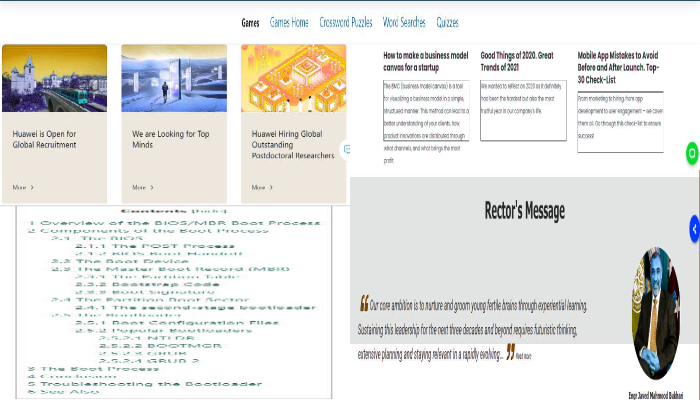 Games Games Home Crossword Puzzles Word Searches Quizzes
Huawei is Open for
Global Recruitment
More >
We are Looking for Top
Minds
More >
Huawei Hiring Global
Outstanding
Postdoctoral Researchers
More >
How to make a business model
canvas for a startup
The BMC (business model canvas) is a tool
for visualizing a business model in a simple,
structured manner. This method can lead to a
better understanding of your clients, how
product innovations are distributed through
what channels, and what brings the most
profit
Good Things of 2020. Great
Trends of 2021
We wanted to reflect on 2020 as it definitely
had been the hardest but also the most
fruitful year in our company's life.
Mobile App Mistakes to Avoid
Before and After Launch. Top-
30 Check-List
From marketing to hiring, from app
development to user engagement – we cover
them all. Go through this check-list to ensure
success!
Contents [hide]
1 Overview of the BIOS/MBR Boot Process
2 Components of the Boot Process
2.1 The BIOS
2.1.1 The POST Process
2.1.2 BIOS Boot Handoff
2.2 The Boot Device
2.3 The Master Boot Record (MBR)
2.3.1 The Partition Table
2.3.2 Bootstrap Code
2.3.3 Boot Signature
2.4 The Partition Boot Sector
2.4.1 The second-stage bootloader
2.5 The Bootloader
2.5.1 Boot Configuration Files
2.5.2 Popular Bootloaders
2.5.2.1 NTLDR
2.5.2.2 BOOTMGR
2.5.2.3 GRUB
2.5.2.4 GRUB 2
3 The Boot Process
4 Conclusion
5 Troubleshooting the Bootloader
6 See Also
Rector's Message
“ Our core ambition is to nurture and groom young fertile brains through experiential learning.
Sustaining this leadership for the next three decades and beyond requires futuristic thinking,
extensive planning and staying relevant in a rapidly evolving... ” Read more
Engr Javed Mahmood Bukhari